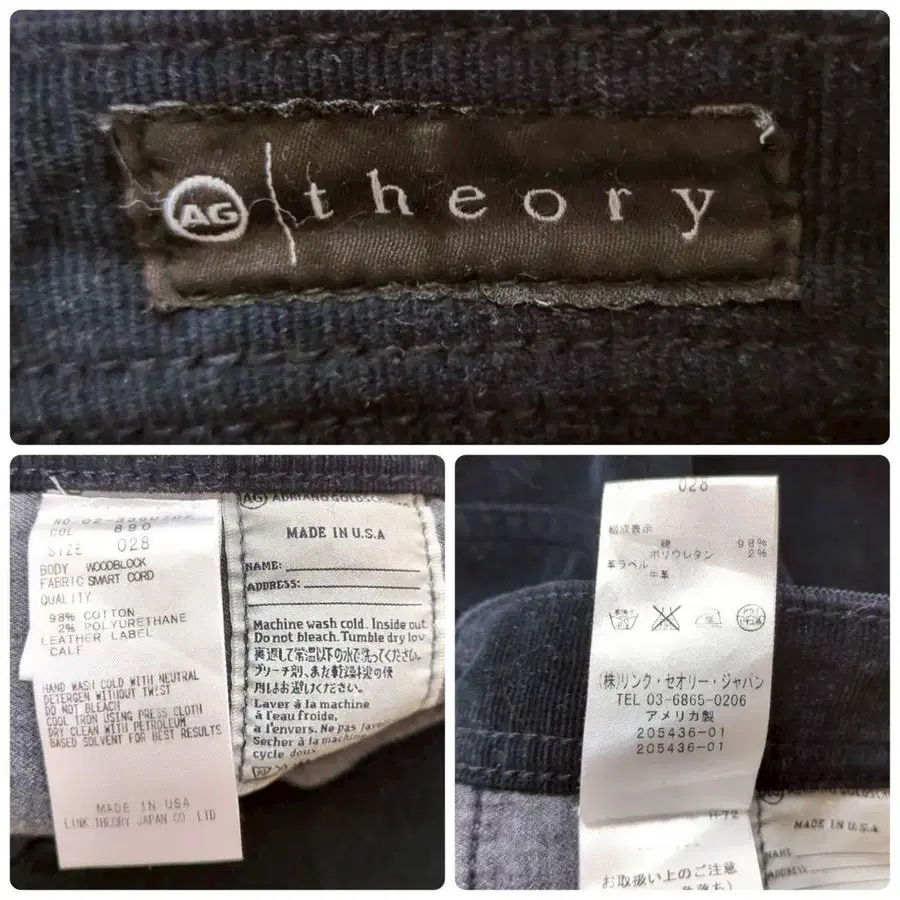 AG theory
COL 890
SIZE 028
BODY WOODBLOCK
FABRIC SMART CORD
QUALITY
98% COTTON
2% POLYURETHANE
LEATHER LABEL
CALF
HAND WASH COLD WITH NEUTRAL
DETERGEN WITHOUT TWIST
DO NOT BLEACH
COOL IRON USING PRESS CLOTH
DRY CLEAN WITH PETROLEUM
BASED SOLVENT FOR BEST RESULTS
MADE IN USA
LINK THEORY JAPAN CO LTD
AG ADRIANO GOLDSC
MADE IN U.S.A
NAME:
ADDRESS:
Machine wash cold. Inside out.
Do not bleach. Tumble dry low
裏返して常温以下の水で洗ってください。
ブリーチ剤、また乾燥機の使
用はお避けください。
Laver à la machine
à l'eau froide,
a l'envers. Ne pas jave
Sécher à la machine
cycle doux
028
組成表示
綿 98%
ポリウレタン 2%
革ラベル
牛革
(株)リンク・セオリー・ジャパン
TEL 03-6865-0206
アメリカ製
205436-01
205436-01
H-72
お取扱い上のご注意
MADE IN U.S.A
NAME
ADDRESS